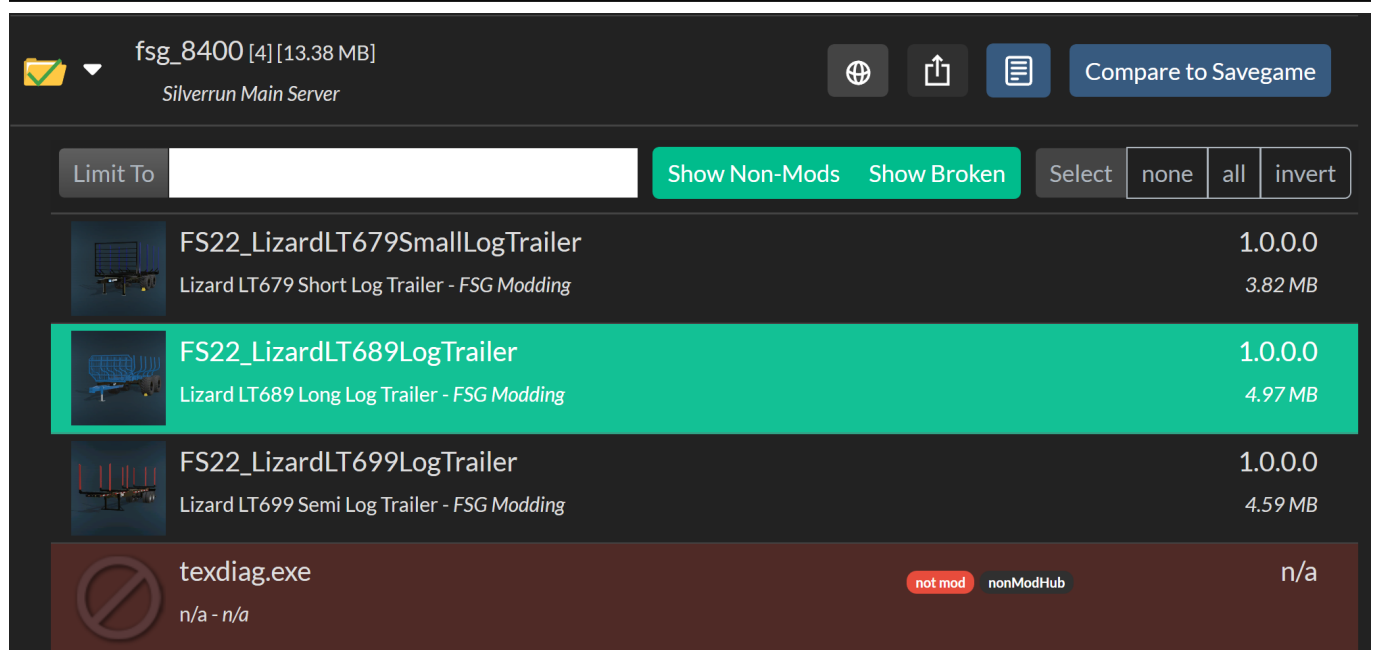 fsg_8400 [4] [13.38 MB]
Silverrun Main Server
Compare to Savegame
Limit To
Show Non-Mods Show Broken
Select none all invert
FS22_LizardLT679SmallLogTrailer 1.0.0.0
Lizard LT679 Short Log Trailer - FSG Modding 3.82 MB
FS22_LizardLT689LogTrailer 1.0.0.0
Lizard LT689 Long Log Trailer - FSG Modding 4.97 MB
FS22_LizardLT699LogTrailer 1.0.0.0
Lizard LT699 Semi Log Trailer - FSG Modding 4.59 MB
texdiag.exe not mod nonModHub n/a
n/a - n/a